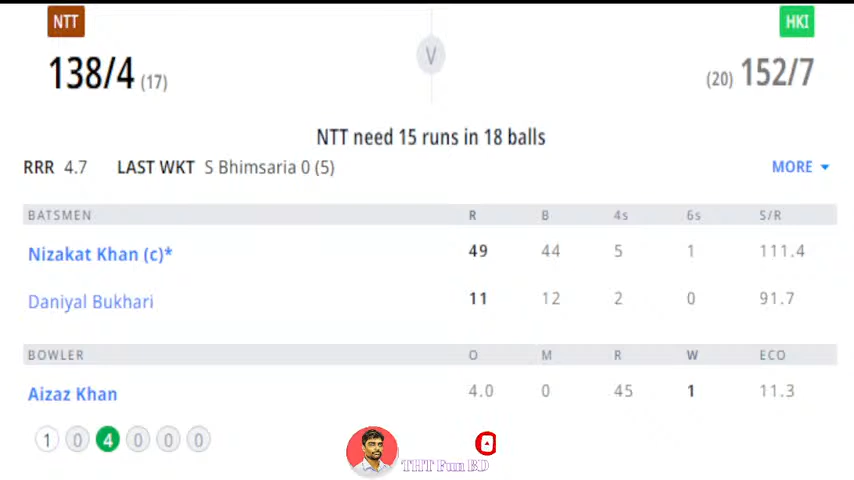 NTT HKI
138/4 (17) V (20) 152/7
NTT need 15 runs in 18 balls
RRR 4.7 LAST WKT S Bhimsaria 0 (5) MORE
BATSMEN R B 4s 6s S/R
Nizakat Khan (c)* 49 44 5 1 111.4
Daniyal Bukhari 11 12 2 0 91.7
BOWLER O M R W ECO
Aizaz Khan 4.0 0 45 1 11.3
1 0 4 0 0 0
THT Fun BD